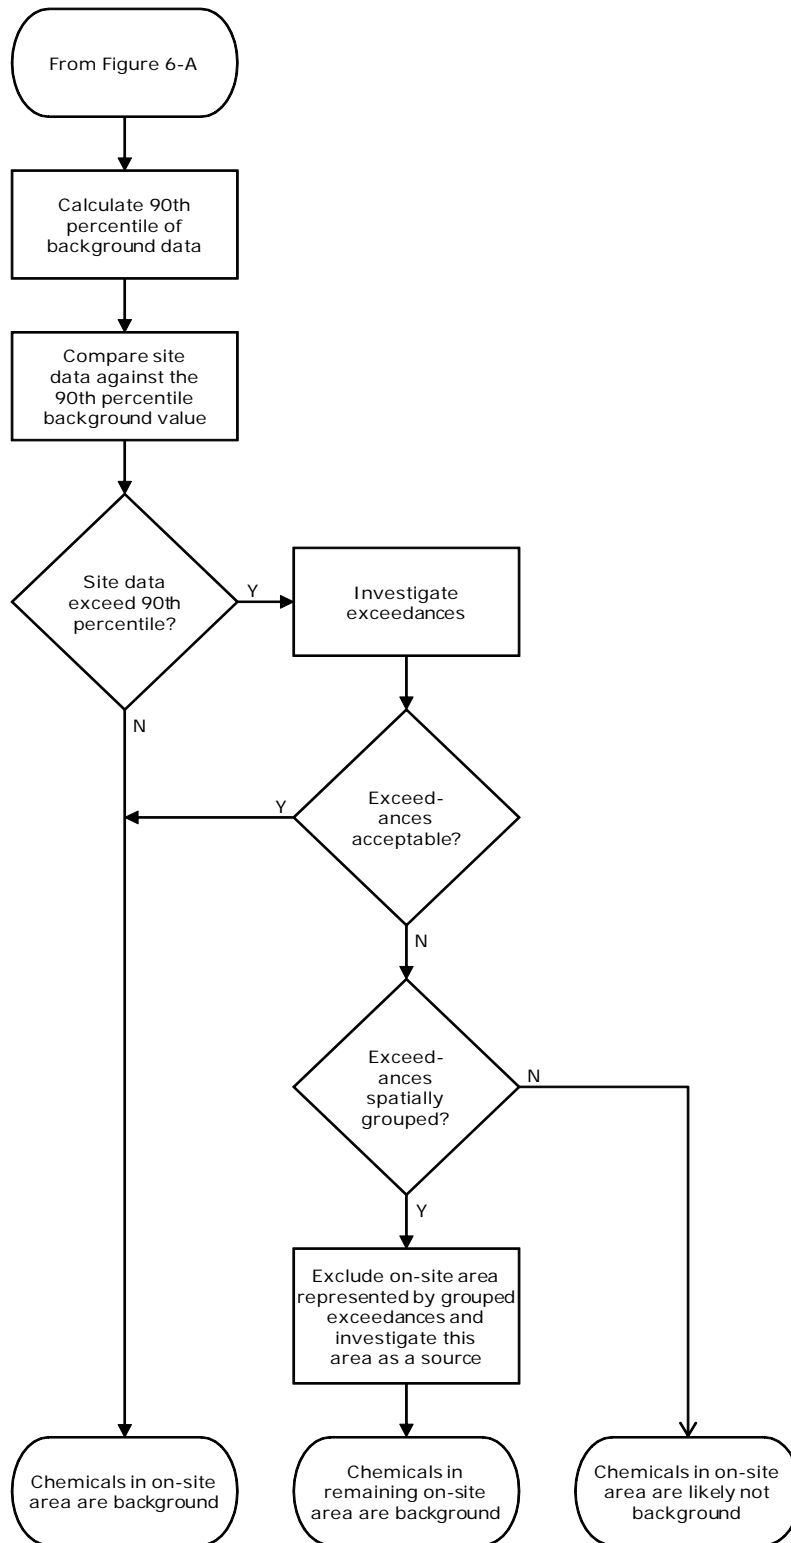 From Figure 6-A
Calculate 90th
percentile of
background data
Compare site
data against the
90th percentile
background value
Site data
exceed 90th
percentile?
Y
N
Investigate
exceedances
Exceed-
ances
acceptable?
Y
N
Exceed-
ances
spatially
grouped?
N
Y
Exclude on-site area
represented by grouped
exceedances and
investigate this
area as a source
Chemicals in on-site
area are background
Chemicals in
remaining on-site
area are background
Chemicals in on-site
area are likely not
background